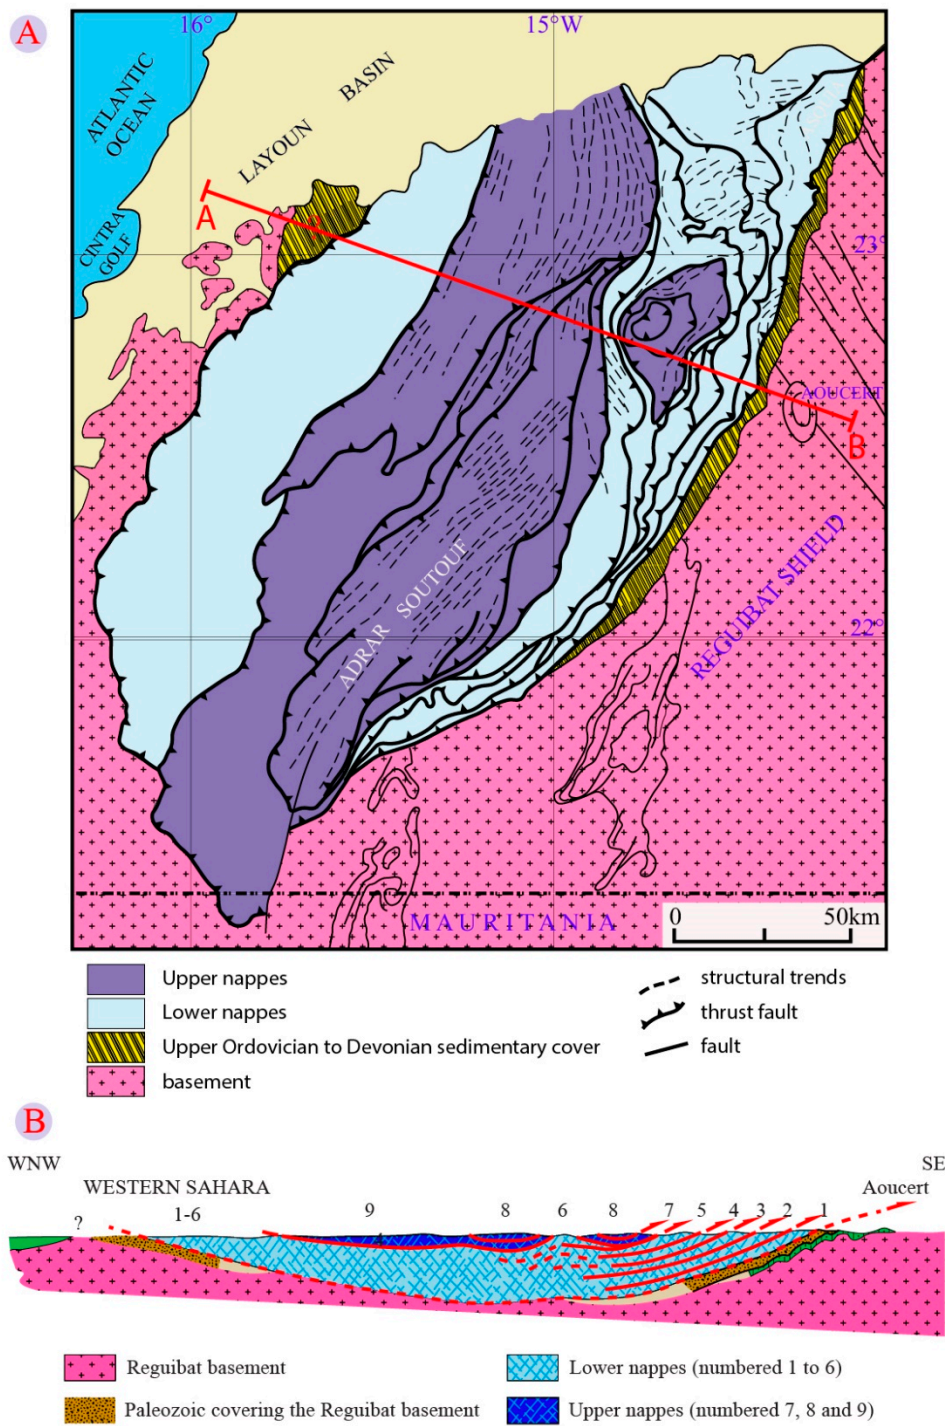 A
16°
15°W
ATLANTIC
OCEAN
LAYOUN BASIN
CINTRA
GOLF
A
23°
AOUCERT
B
ADRAR SOUTOUF
REGUIBAT SHIELD
22°
MAURITANIA
0 50km
Upper nappes
Lower nappes
Upper Ordovician to Devonian sedimentary cover
basement
structural trends
thrust fault
fault
B
WNW
SE
WESTERN SAHARA
Aoucert
? 1-6 9 8 6 8 7 5 4 3 2 1
Reguibat basement
Lower nappes (numbered 1 to 6)
Paleozoic covering the Reguibat basement
Upper nappes (numbered 7, 8 and 9)